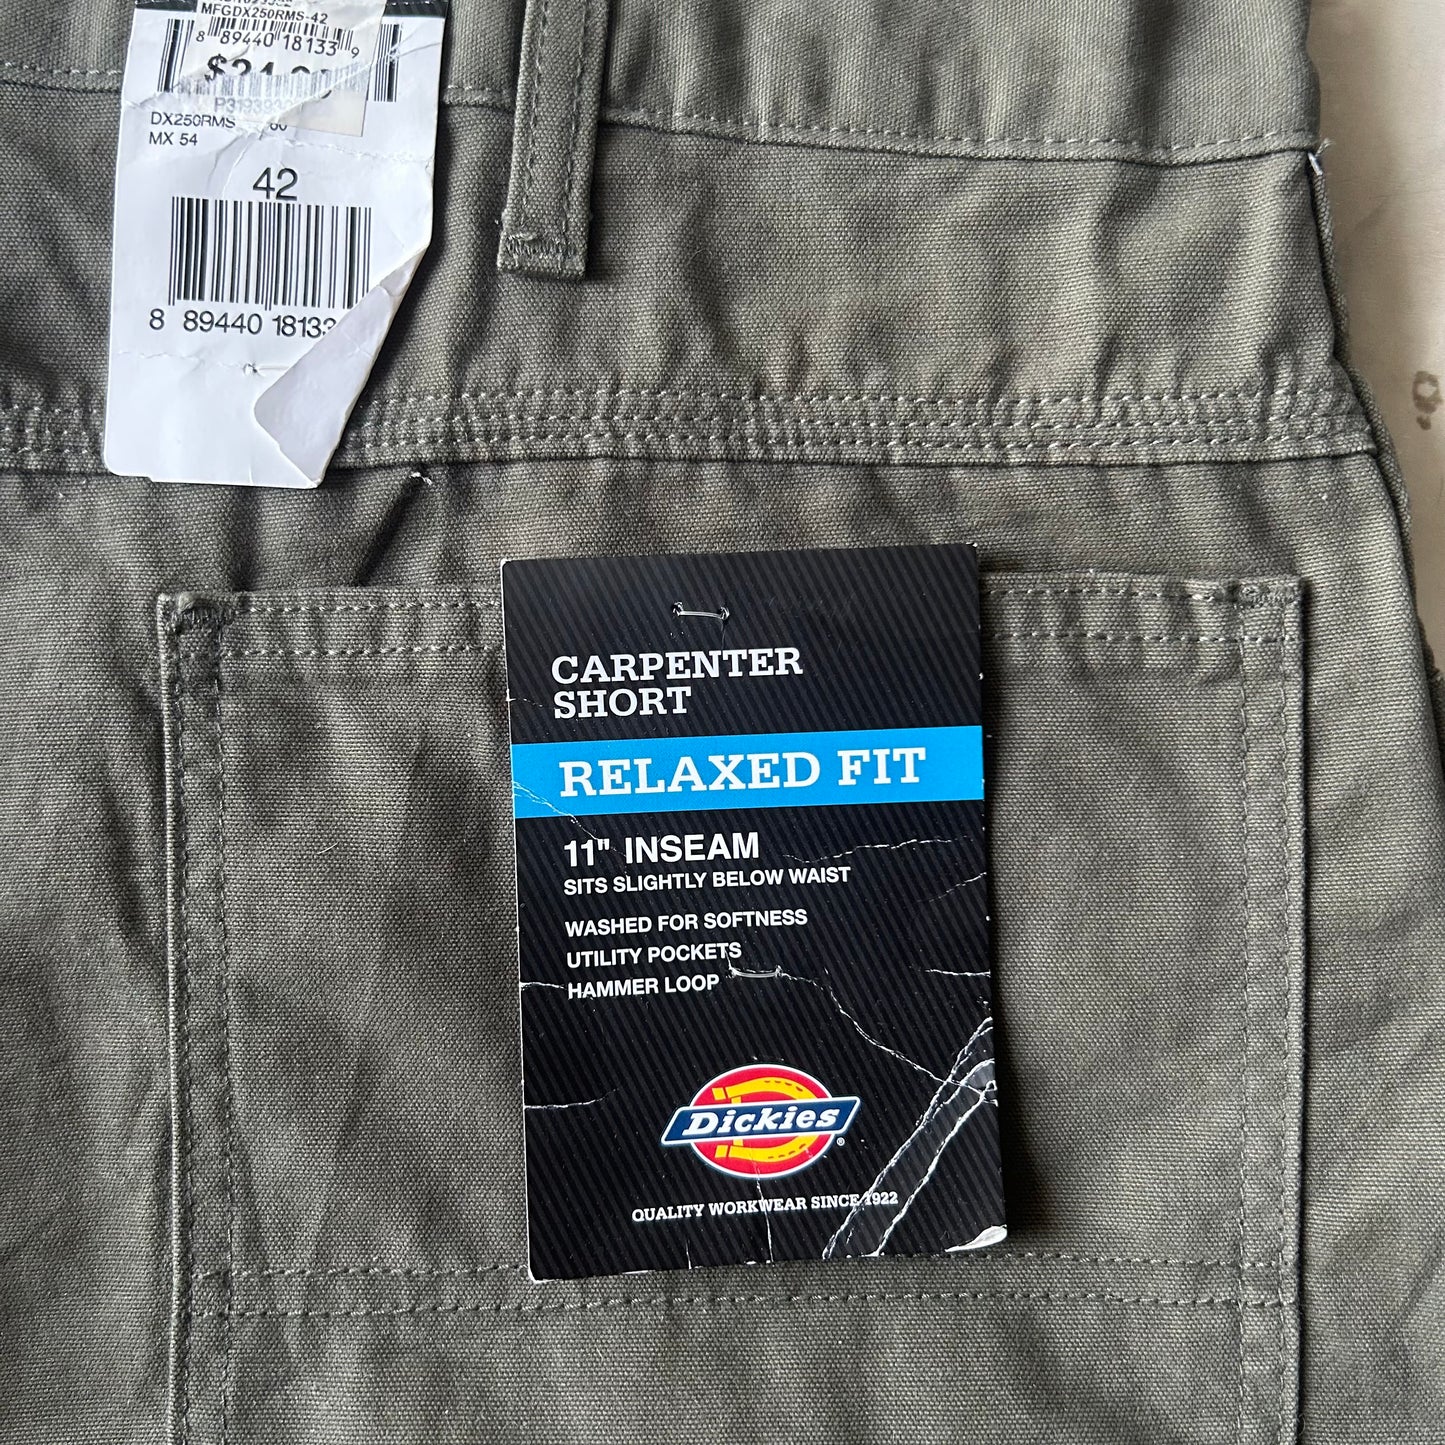 MFGDX250RMS-42
8 89440 18133 9
DX250RMS
MX 54
42
8 89440 18133
CARPENTER
SHORT
RELAXED FIT
11" INSEAM
SITS SLIGHTLY BELOW WAIST
WASHED FOR SOFTNESS
UTILITY POCKETS
HAMMER LOOP
Dickies®
QUALITY WORKWEAR SINCE 1922